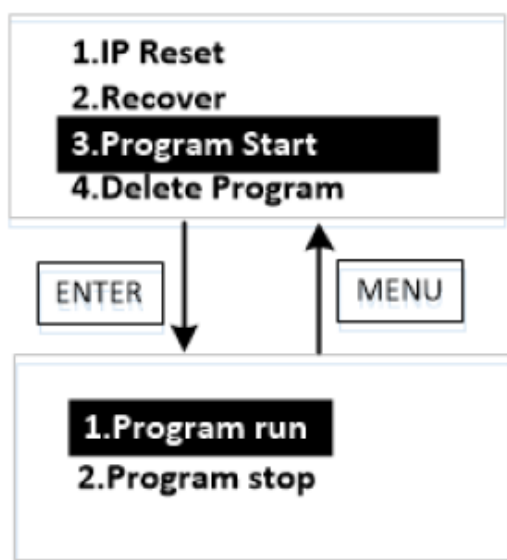 1.IP Reset
2.Recover
3.Program Start
4.Delete Program
ENTER
MENU
1.Program run
2.Program stop